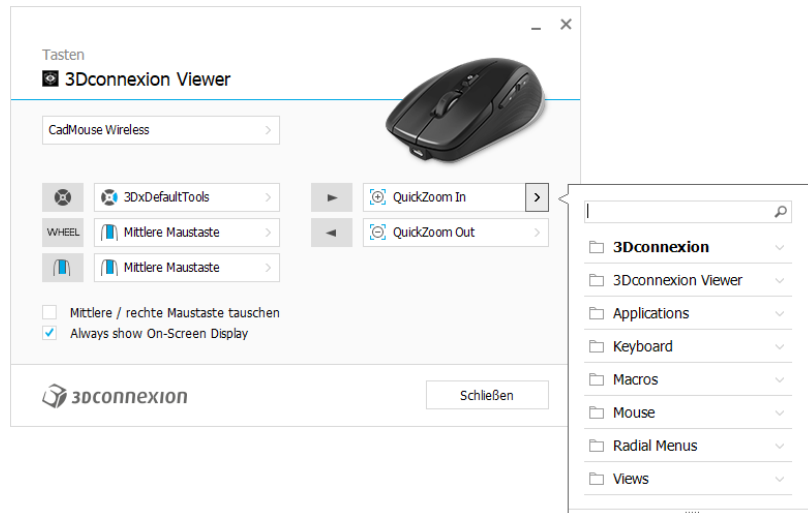 Tasten
3Dconnexion Viewer
CadMouse Wireless
3DxDefaultTools
QuickZoom In
WHEEL
Mittlere Maustaste
QuickZoom Out
Mittlere Maustaste
Mittlere / rechte Maustaste tauschen
Always show On-Screen Display
3Dconnexion
Schließen
3Dconnexion
3Dconnexion Viewer
Applications
Keyboard
Macros
Mouse
Radial Menus
Views